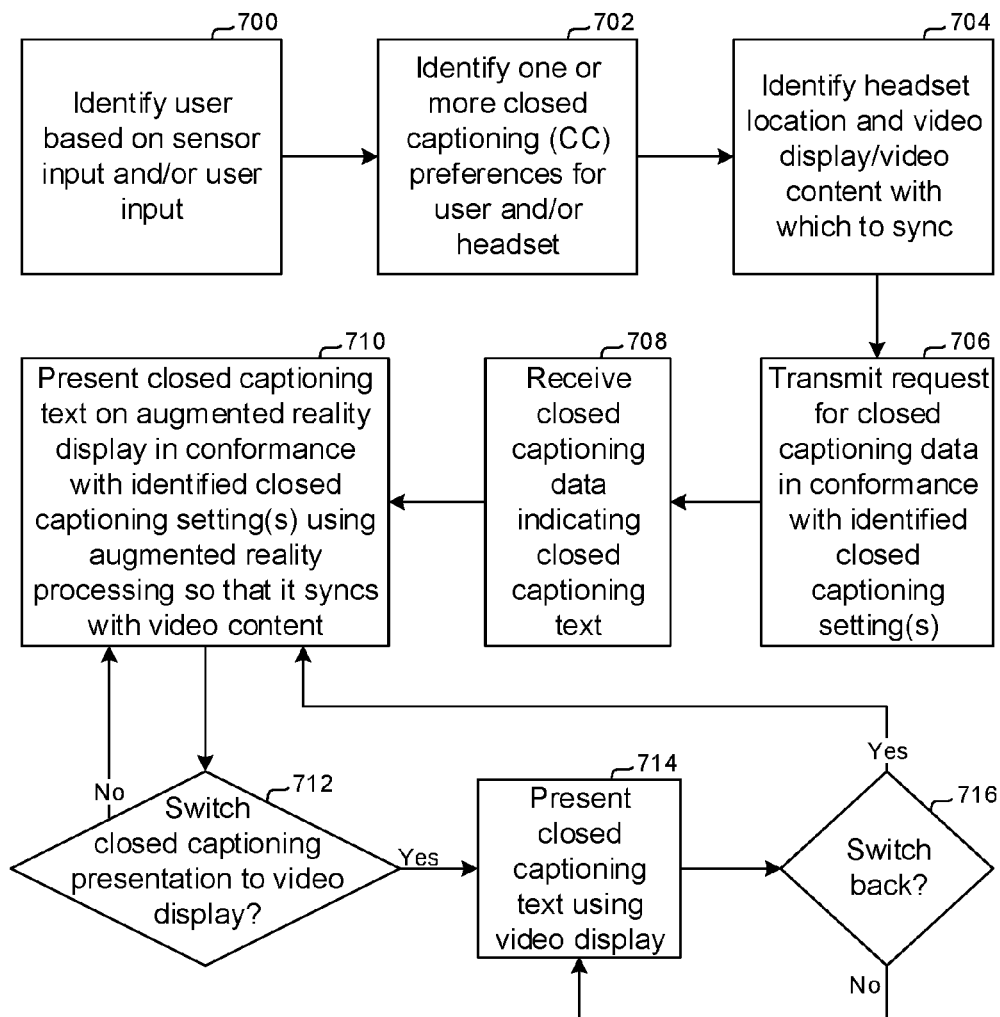 700
Identify user
based on sensor
input and/or user
input
702
Identify one or
more closed
captioning (CC)
preferences for
user and/or
headset
704
Identify headset
location and video
display/video
content with
which to sync
706
Transmit request
for closed
captioning data
in conformance
with identified
closed
captioning
setting(s)
708
Receive
closed
captioning
data
indicating
closed
captioning
text
710
Present closed captioning
text on augmented reality
display in conformance
with identified closed
captioning setting(s) using
augmented reality
processing so that it syncs
with video content
712
No
Switch
closed captioning
presentation to video
display?
Yes
714
Present
closed
captioning
text using
video display
716
Yes
Switch
back?
No